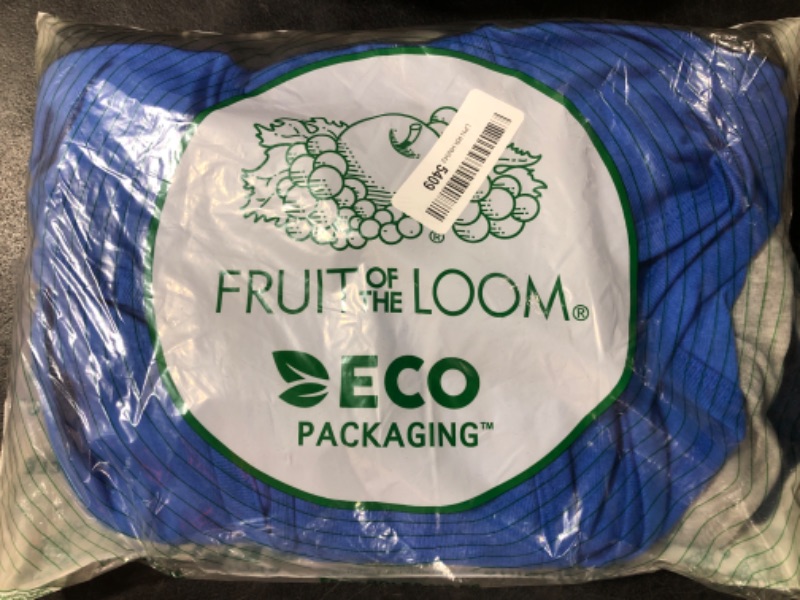 5409
®
FRUIT OF THE LOOM®
ECO
PACKAGING™